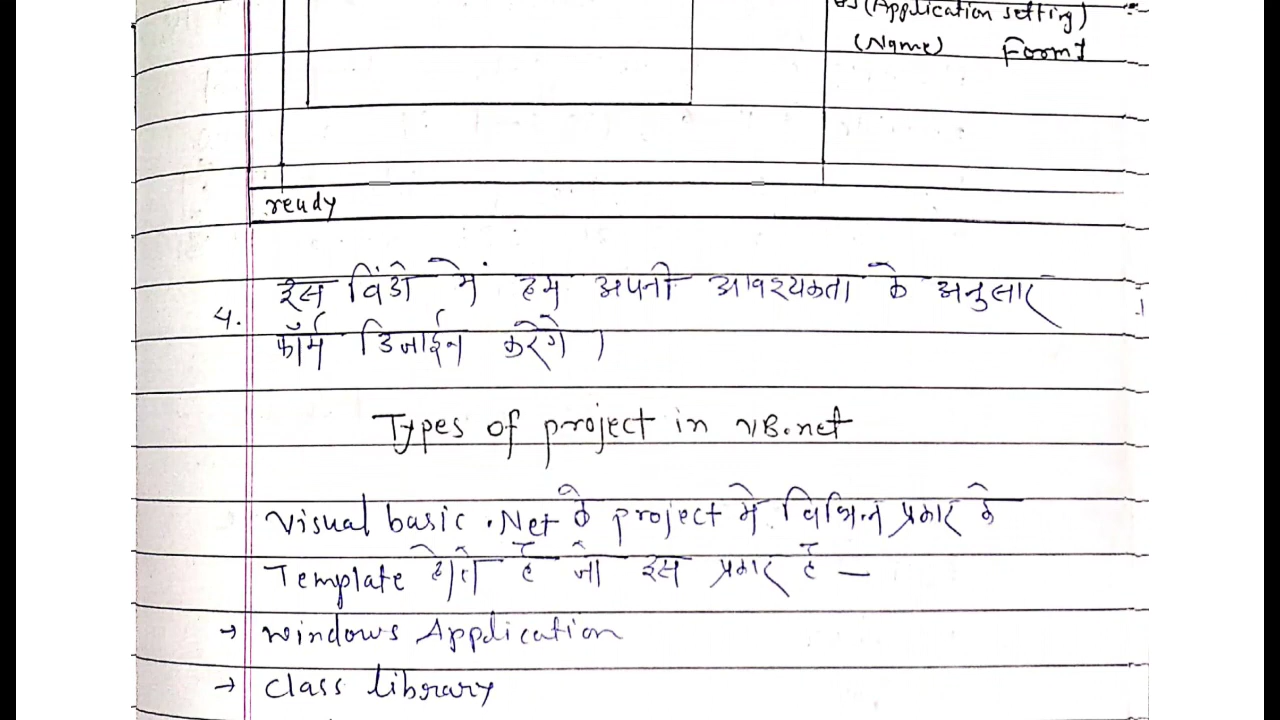 (Application setting)
(Name) Form1
ready
इस विंडो में हम अपनी आवश्यकता के अनुसार
4.
फॉर्म डिजाईन करेंगे ।
Types of project in VB.net
Visual basic .Net के project मे विभिन्न प्रकार के
Template होते है जो इस प्रकार है —
→ Windows Application
→ Class library